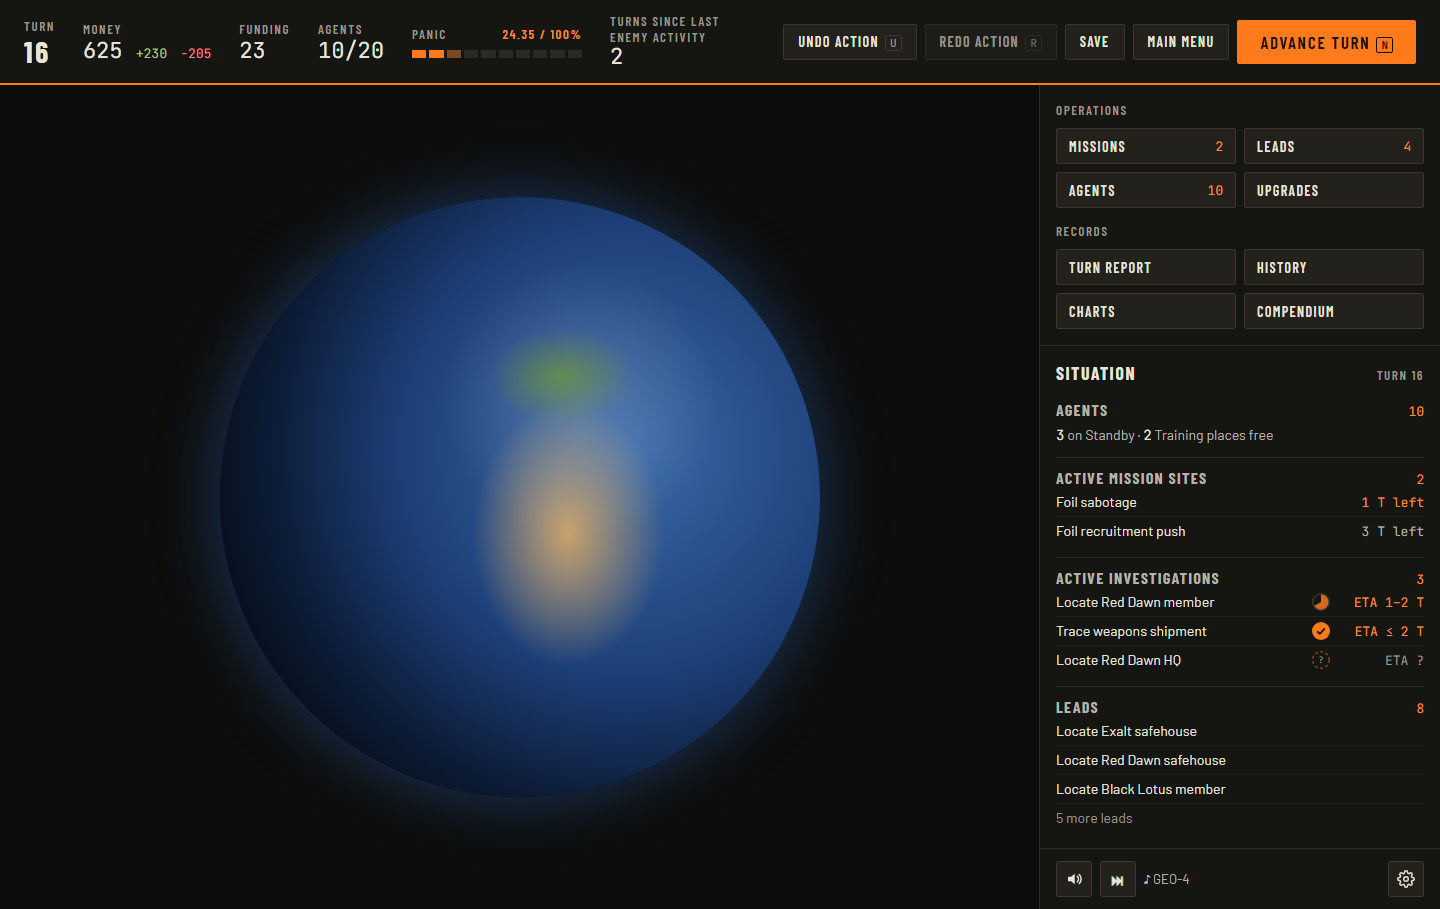 TURN
16
MONEY
625 +230 -205
FUNDING
23
AGENTS
10/20
PANIC 24.35 / 100%
TURNS SINCE LAST
ENEMY ACTIVITY
2
UNDO ACTION U
REDO ACTION R
SAVE
MAIN MENU
ADVANCE TURN N
OPERATIONS
MISSIONS 2
LEADS 4
AGENTS 10
UPGRADES
RECORDS
TURN REPORT
HISTORY
CHARTS
COMPENDIUM
SITUATION TURN 16
AGENTS 10
3 on Standby · 2 Training places free
ACTIVE MISSION SITES 2
Foil sabotage 1 T left
Foil recruitment push 3 T left
ACTIVE INVESTIGATIONS 3
Locate Red Dawn member ETA 1–2 T
Trace weapons shipment ETA ≤ 2 T
Locate Red Dawn HQ ? ETA ?
LEADS 8
Locate Exalt safehouse
Locate Red Dawn safehouse
Locate Black Lotus member
5 more leads
♪ GEO-4